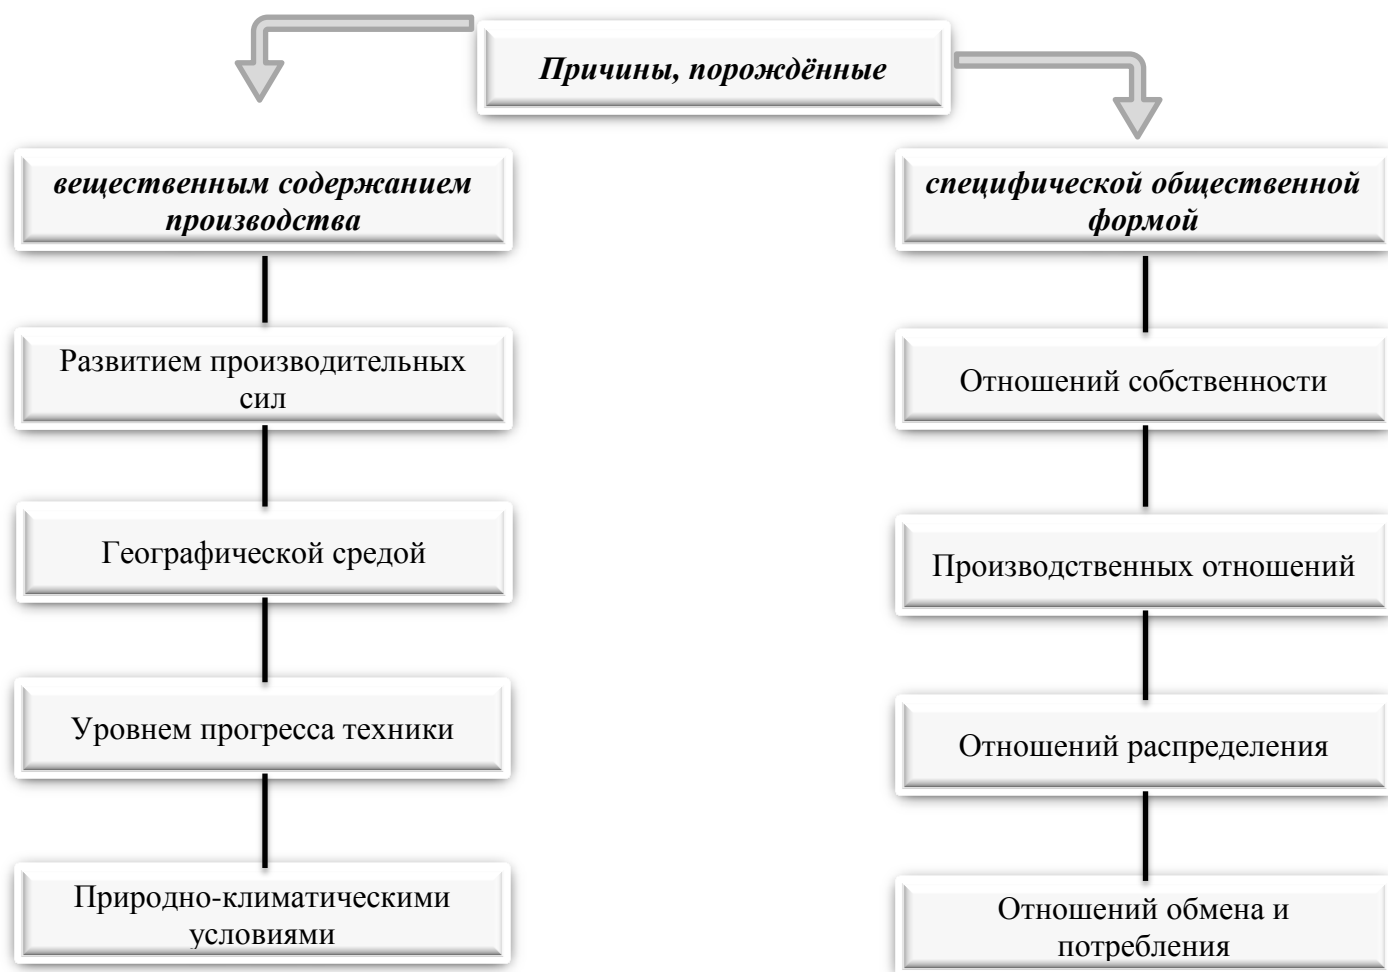 Причины, порождённые
вещественным содержанием
производства
Развитием производительных
сил
Географической средой
Уровнем прогресса техники
Природно-климатическими
условиями
специфической общественной
формой
Отношений собственности
Производственных отношений
Отношений распределения
Отношений обмена и
потребления